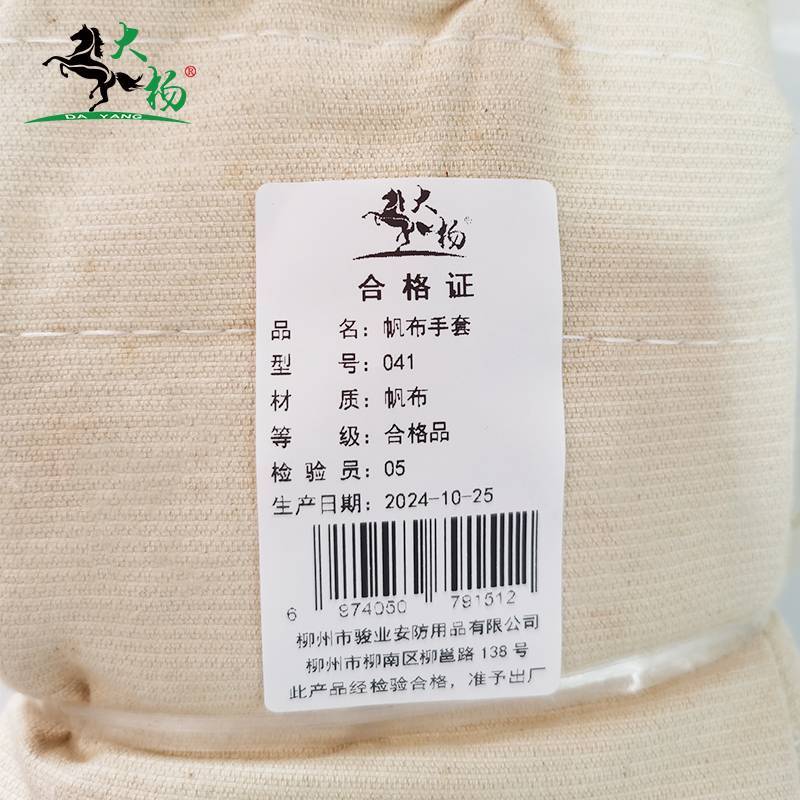 大杨®
DA YANG
大杨®
合格证
品名：帆布手套
型号：041
材质：帆布
等级：合格品
检验员：05
生产日期：2024-10-25
6 974050 791512
柳州市骏业安防用品有限公司
柳州市柳南区柳邕路138号
此产品经检验合格，准予出厂